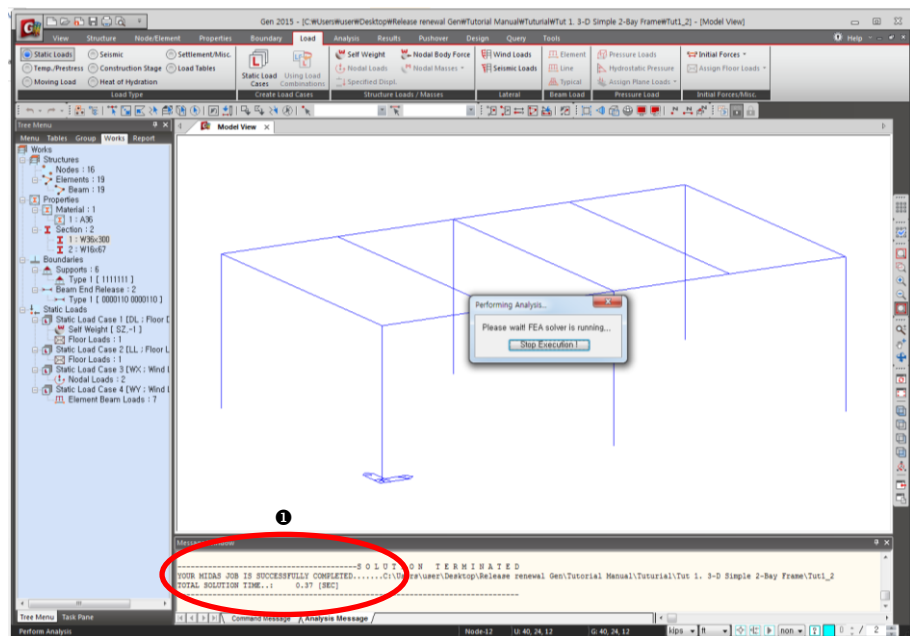 Gen 2015 - [C:₩Users₩user₩Desktop₩Release renewal Gen₩Tutorial Manual₩Tuturial₩Tut 1. 3-D Simple 2-Bay Frame₩Tut1_2] - [Model View]
View Structure Node/Element Properties Boundary Load Analysis Results Pushover Design Query Tools Help
Static Loads Seismic Settlement/Misc. Self Weight Nodal Body Force Wind Loads Element Pressure Loads Initial Forces
Temp./Prestress Construction Stage Load Tables Nodal Loads Nodal Masses Seismic Loads Line Hydrostatic Pressure Assign Floor Loads
Moving Load Heat of Hydration Static Load Cases Using Load Combinations Specified Displ. Typical Assign Plane Loads
Load Type Create Load Cases Structure Loads / Masses Lateral Beam Load Pressure Load Initial Forces/Misc.
Tree Menu
Model View
Menu Tables Group Works Report
Works
Structures
Nodes : 16
Elements : 19
Beam : 19
Properties
Material : 1
1 : A36
Section : 2
1 : W36x300
2 : W16x67
Boundaries
Supports : 6
Type 1 [ 1111111 ]
Beam End Release : 2
Type 1 [ 0000110 0000110 ]
Static Loads
Static Load Case 1 [DL ; Floor [
Self Weight [ SZ,-1 ]
Floor Loads : 1
Static Load Case 2 [LL ; Floor L
Floor Loads : 1
Static Load Case 3 [WX ; Wind L
Nodal Loads : 2
Static Load Case 4 [WY ; Wind L
Element Beam Loads : 7
Performing Analysis...
Please wait! FEA solver is running...
Stop Execution !
❶
Message Window
S O L U T I O N   T E R M I N A T E D
YOUR MIDAS JOB IS SUCCESSFULLY COMPLETED.......C:\Users\user\Desktop\Release renewal Gen\Tutorial Manual\Tuturial\Tut 1. 3-D Simple 2-Bay Frame\Tut1_2
TOTAL SOLUTION TIME..: 0.37 [SEC]
Tree Menu Task Pane
Command Message Analysis Message
Perform Analysis Node-12 U: 40, 24, 12 G: 40, 24, 12 kips ft non 0 / 2